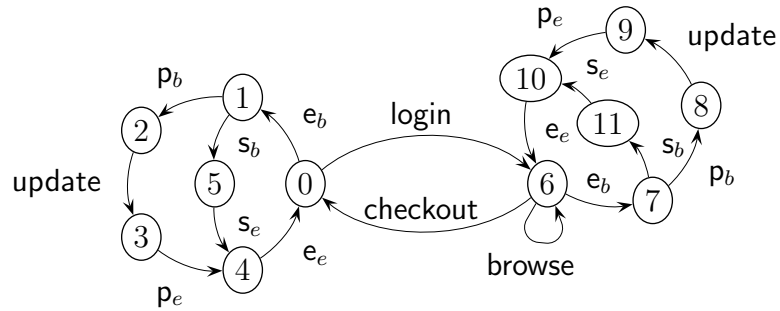 p_e
9
update
p_b
10
s_e
1
e_b
login
11
8
2
s_b
e_e
s_b
update
5
0
6
e_b
7
p_b
checkout
3
s_e
4
e_e
browse
p_e